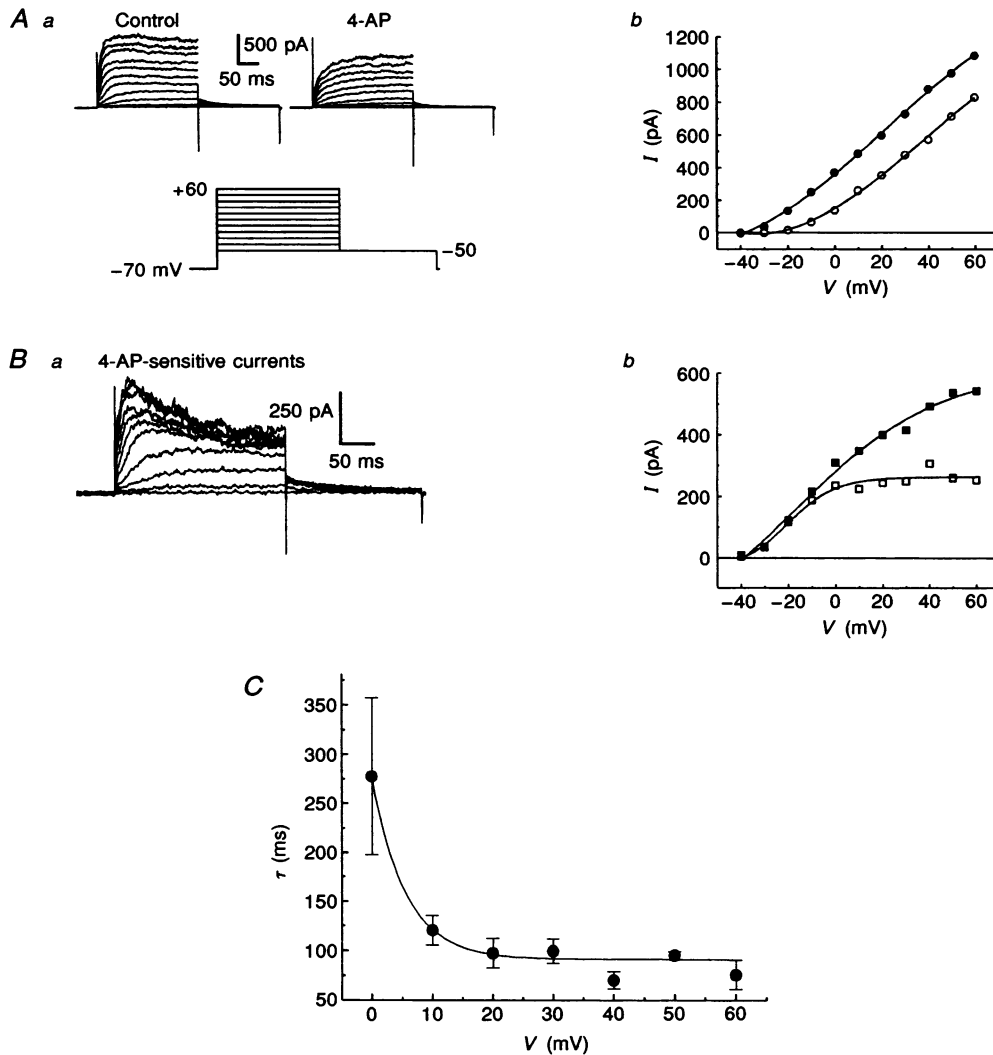 A a Control 4-AP
500 pA
50 ms
+60
−50
−70 mV
b
1200
1000
800
600
400
200
0
I (pA)
−40 −20 0 20 40 60
V (mV)
B a 4-AP-sensitive currents
250 pA
50 ms
b
600
400
200
0
I (pA)
−40 −20 0 20 40 60
V (mV)
C
350
300
250
200
150
100
50
τ (ms)
0 10 20 30 40 50 60
V (mV)